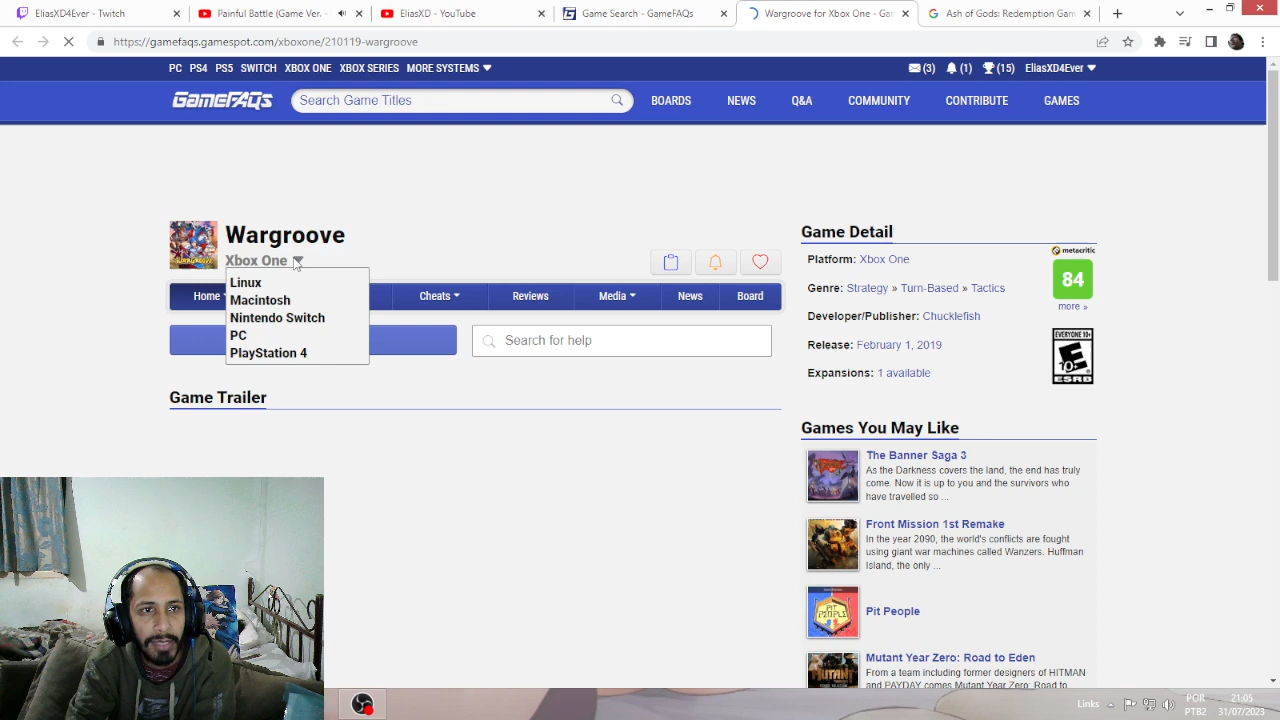 EliasXD4Ever - Twitch
Painful Battle (Game Ver. -
EliasXD - YouTube
Game Search - GameFAQs
Wargroove for Xbox One - Gam
Ash of Gods: Redemption Gam
https://gamefaqs.gamespot.com/xboxone/210119-wargroove
PC PS4 PS5 SWITCH XBOX ONE XBOX SERIES MORE SYSTEMS
(3) (1) (15) EliasXD4Ever
GameFAQs
Search Game Titles
BOARDS NEWS Q&A COMMUNITY CONTRIBUTE GAMES
Wargroove
Xbox One
Linux
Macintosh
Nintendo Switch
PC
PlayStation 4
Home Cheats Reviews Media News Board
Search for help
Game Trailer
Game Detail
Platform: Xbox One
Genre: Strategy » Turn-Based » Tactics
Developer/Publisher: Chucklefish
Release: February 1, 2019
Expansions: 1 available
metacritic
84
more »
EVERYONE 10+
E
10+
ESRB
Games You May Like
The Banner Saga 3
As the Darkness covers the land, the end has truly
come. Now it is up to you and the survivors who
have travelled so ...
Front Mission 1st Remake
In the year 2090, the world's conflicts are fought
using giant war machines called Wanzers. Huffman
Island, the only ...
Pit People
Mutant Year Zero: Road to Eden
From a team including former designers of HITMAN
and PAYDAY comes Mutant Year Zero: Road to
Links
POR
PTB2
21:05
31/07/2023